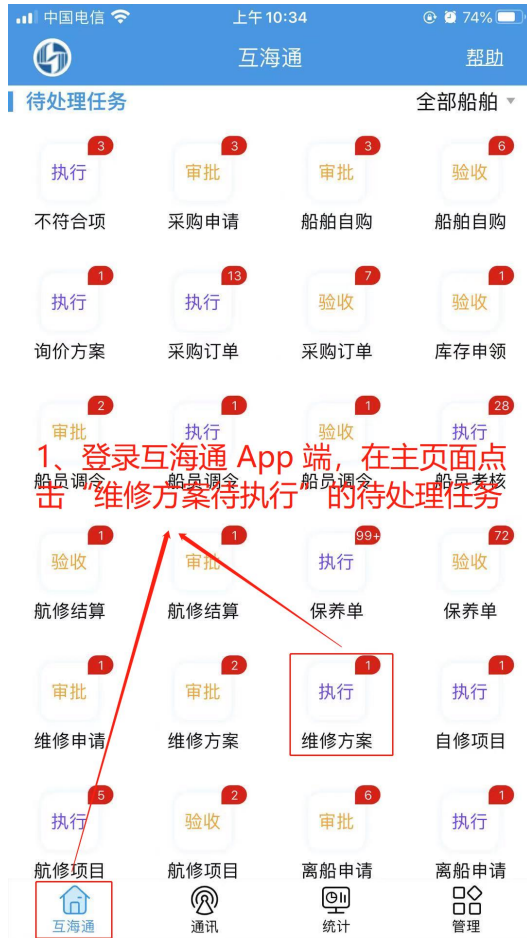 中国电信 上午10:34 74%
互海通 帮助
待处理任务 全部船舶
3 3 3 6
执行 审批 审批 验收
不符合项 采购申请 船舶自购 船舶自购
1 13 7 1
执行 执行 验收 验收
询价方案 采购订单 采购订单 库存申领
2 1 1 28
审批 执行 验收 执行
船员调令 船员调令 船员调令 船员考核
1、登录互海通 App 端，在主页面点
击“维修方案待执行”的待处理任务
1 1 99+ 72
验收 审批 执行 验收
航修结算 航修结算 保养单 保养单
1 2 1 1
审批 审批 执行 执行
维修申请 维修方案 维修方案 自修项目
5 2 6 1
执行 验收 审批 执行
航修项目 航修项目 离船申请 离船申请
互海通 通讯 统计 管理